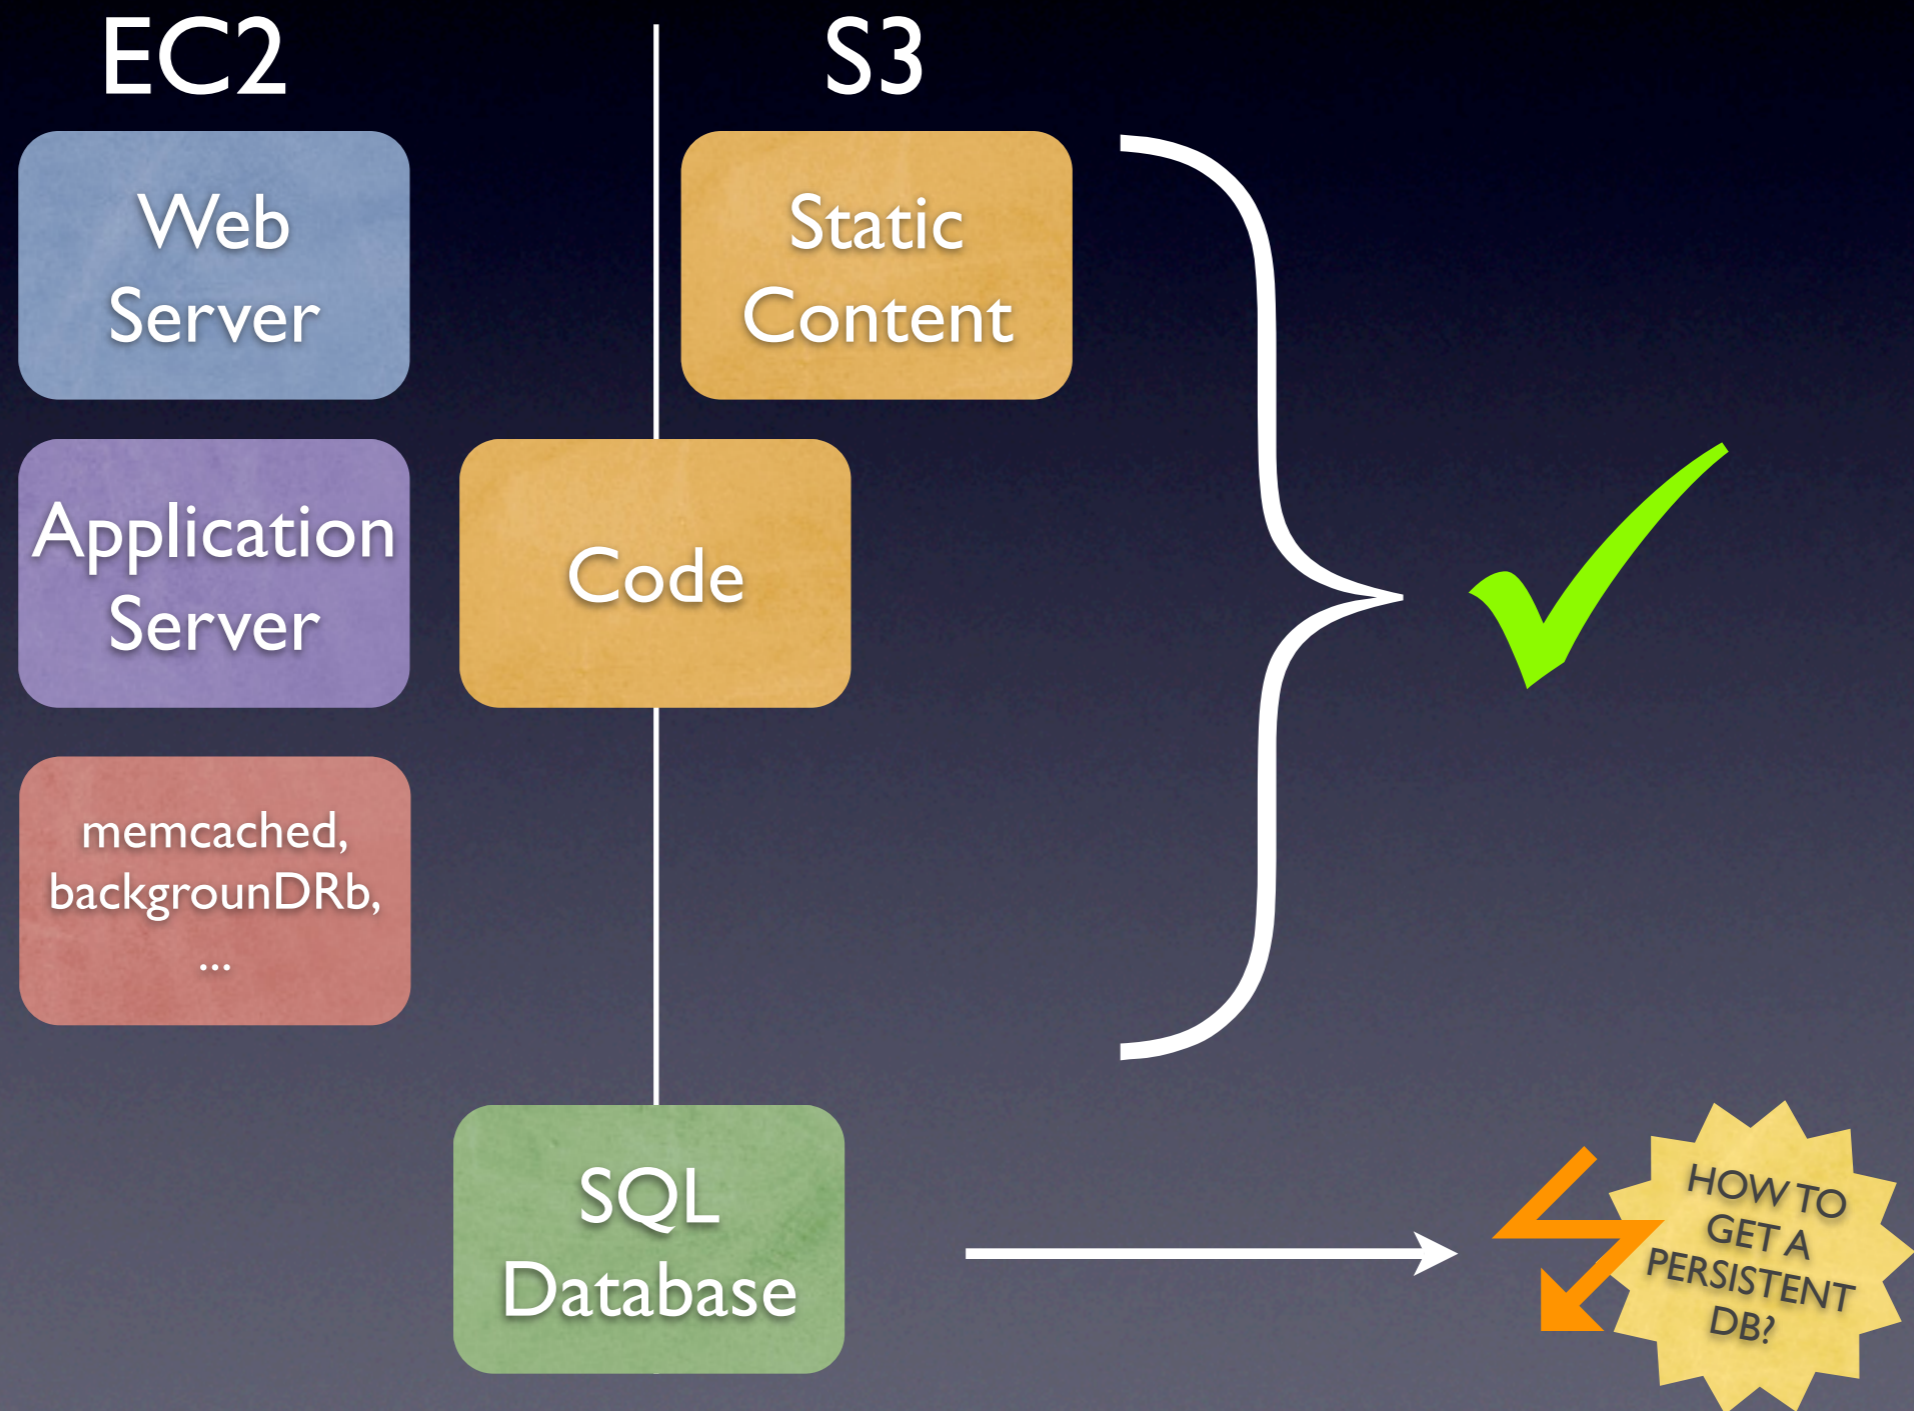 EC2
S3
Web
Server
Static
Content
Application
Server
Code
memcached,
backgrounDRb,
...
SQL
Database
HOW TO
GET A
PERSISTENT
DB?